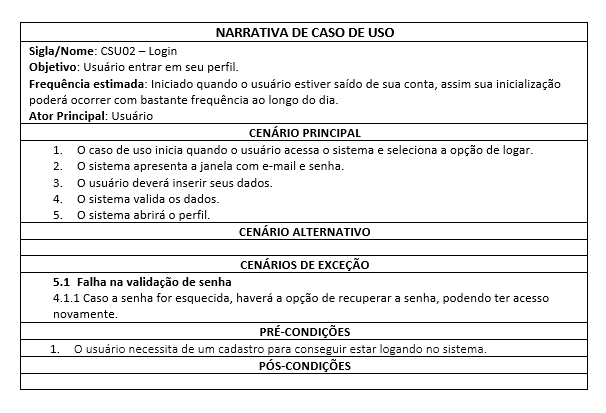 NARRATIVA DE CASO DE USO
Sigla/Nome: CSU02 – Login
Objetivo: Usuário entrar em seu perfil.
Frequência estimada: Iniciado quando o usuário estiver saído de sua conta, assim sua inicialização
poderá ocorrer com bastante frequência ao longo do dia.
Ator Principal: Usuário
CENÁRIO PRINCIPAL
1. O caso de uso inicia quando o usuário acessa o sistema e seleciona a opção de logar.
2. O sistema apresenta a janela com e-mail e senha.
3. O usuário deverá inserir seus dados.
4. O sistema valida os dados.
5. O sistema abrirá o perfil.
CENÁRIO ALTERNATIVO
CENÁRIOS DE EXCEÇÃO
5.1 Falha na validação de senha
4.1.1 Caso a senha for esquecida, haverá a opção de recuperar a senha, podendo ter acesso
novamente.
PRÉ-CONDIÇÕES
1. O usuário necessita de um cadastro para conseguir estar logando no sistema.
PÓS-CONDIÇÕES